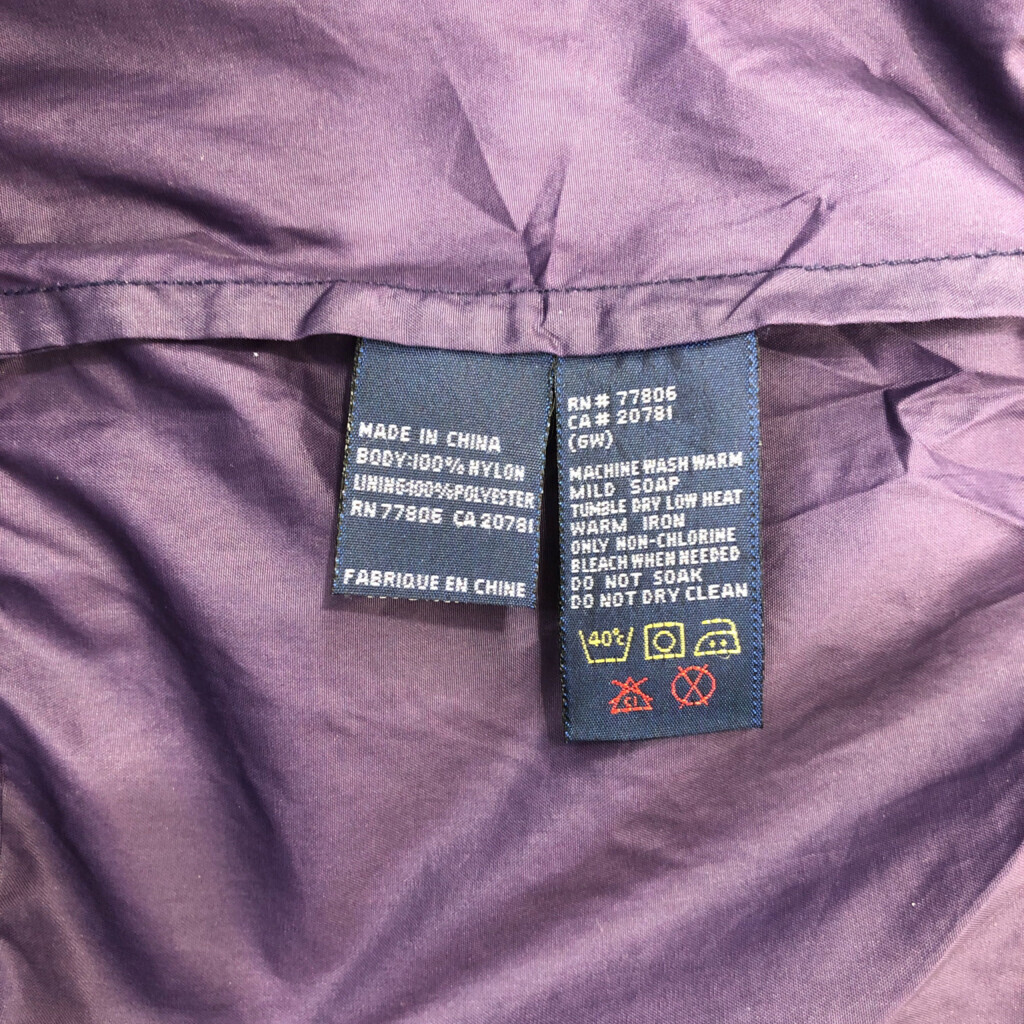 MADE IN CHINA
BODY:100% NYLON
LINING:100%POLYESTER
RN 77806 CA 20781
FABRIQUE EN CHINE
RN # 77806
CA # 20781
(6W)
MACHINE WASH WARM
MILD SOAP
TUMBLE DRY LOW HEAT
WARM IRON
ONLY NON-CHLORINE
BLEACH WHEN NEEDED
DO NOT SOAK
DO NOT DRY CLEAN
40°c
Cl